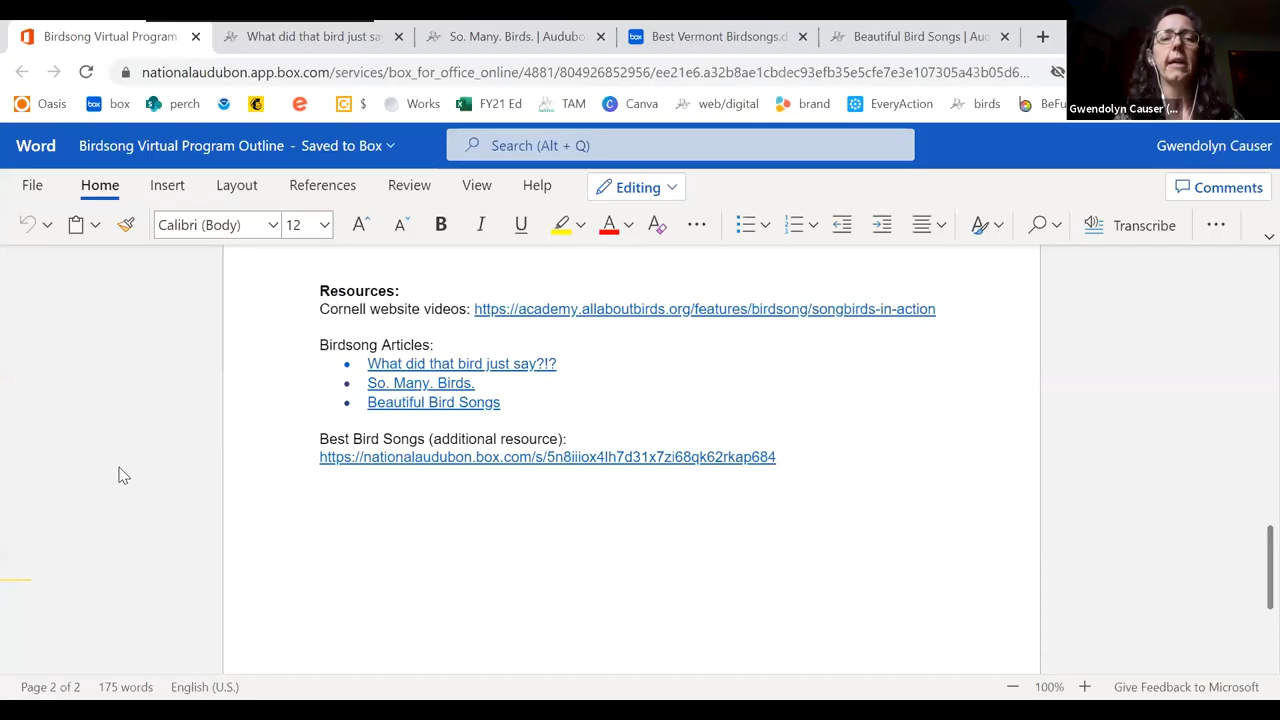 Birdsong Virtual Program
What did that bird just say
So. Many. Birds. | Audubo
Best Vermont Birdsongs.d
Beautiful Bird Songs | Aud
nationalaudubon.app.box.com/services/box_for_office_online/4881/804926852956/ee21e6.a32b8ae1cbdec93efb35e5cfe7e3e107305a43b05d6...
Oasis
box
perch
$
Works
FY21 Ed
TAM
Canva
web/digital
brand
EveryAction
birds
BeFu
Gwendolyn Causer (...
Word
Birdsong Virtual Program Outline - Saved to Box
Search (Alt + Q)
Gwendolyn Causer
File
Home
Insert
Layout
References
Review
View
Help
Editing
Comments
Calibri (Body)
12
Transcribe
Resources:
Cornell website videos: https://academy.allaboutbirds.org/features/birdsong/songbirds-in-action
Birdsong Articles:
• What did that bird just say?!?
• So. Many. Birds.
• Beautiful Bird Songs
Best Bird Songs (additional resource):
https://nationalaudubon.box.com/s/5n8iiiox4lh7d31x7zi68qk62rkap684
Page 2 of 2
175 words
English (U.S.)
100%
Give Feedback to Microsoft